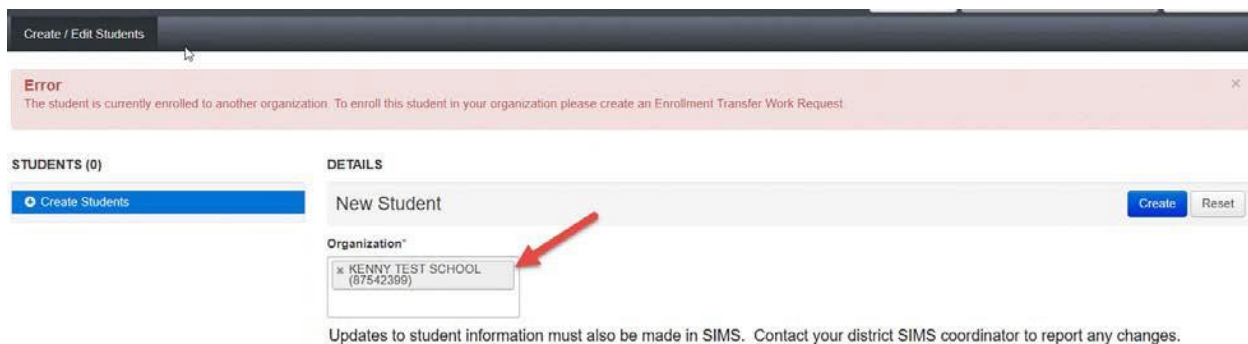 Create / Edit Students
Error
The student is currently enrolled to another organization. To enroll this student in your organization please create an Enrollment Transfer Work Request
×
STUDENTS (0)
DETAILS
Create Students
New Student
Create
Reset
Organization*
× KENNY TEST SCHOOL
(87542399)
Updates to student information must also be made in SIMS. Contact your district SIMS coordinator to report any changes.